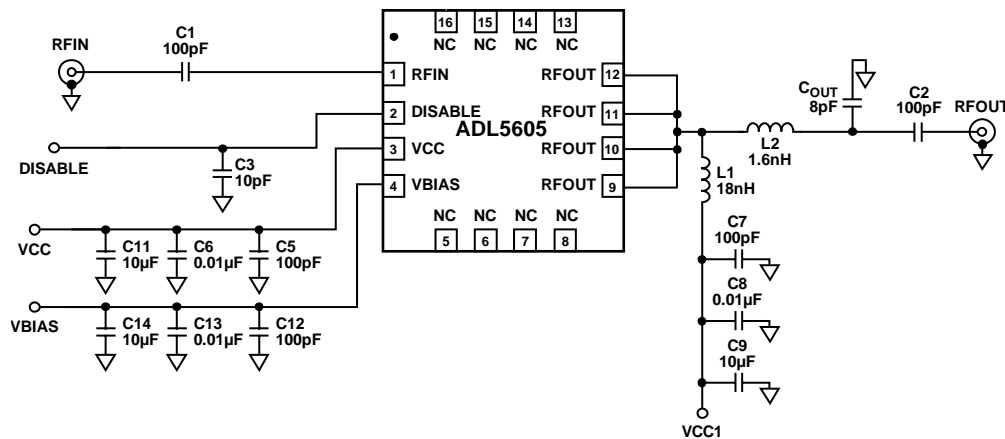 16 15 14 13
NC NC NC NC
RFIN
C1
100pF
1 RFIN
RFOUT 12
2 DISABLE
RFOUT 11
ADL5605
3 VCC
RFOUT 10
4 VBIAS
RFOUT 9
NC NC NC NC
5 6 7 8
DISABLE
C3
10pF
VCC
C11
10µF
C6
0.01µF
C5
100pF
VBIAS
C14
10µF
C13
0.01µF
C12
100pF
COUT
8pF
C2
100pF
RFOUT
L2
1.6nH
L1
18nH
C7
100pF
C8
0.01µF
C9
10µF
VCC1